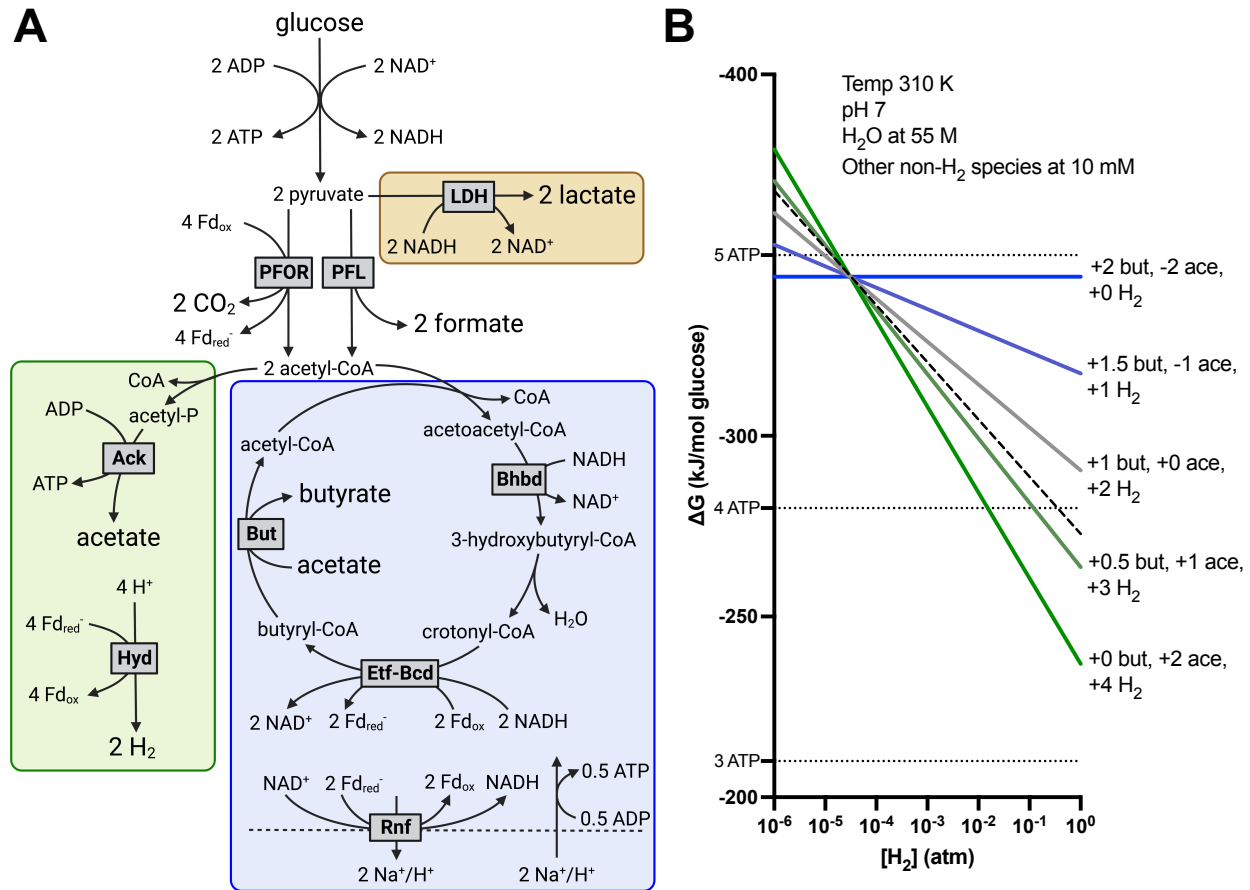 A
glucose
2 ADP
2 NAD⁺
2 ATP
2 NADH
2 pyruvate
LDH
2 lactate
2 NADH
2 NAD⁺
4 Fdₒₓ
PFOR
PFL
2 CO₂
2 formate
4 Fd_red⁻
2 acetyl-CoA
CoA
ADP
acetyl-P
Ack
ATP
acetate
4 H⁺
4 Fd_red⁻
Hyd
4 Fdₒₓ
2 H₂
CoA
acetyl-CoA
acetoacetyl-CoA
NADH
Bhbd
NAD⁺
butyrate
But
3-hydroxybutyryl-CoA
acetate
H₂O
butyryl-CoA
crotonyl-CoA
Etf-Bcd
2 NAD⁺
2 Fd_red⁻
2 Fdₒₓ
2 NADH
NAD⁺
2 Fd_red⁻
2 Fdₒₓ
NADH
0.5 ATP
Rnf
0.5 ADP
2 Na⁺/H⁺
2 Na⁺/H⁺
B
Temp 310 K
pH 7
H₂O at 55 M
Other non-H₂ species at 10 mM
-400
5 ATP
-300
4 ATP
-250
3 ATP
-200
ΔG (kJ/mol glucose)
+2 but, -2 ace,
+0 H₂
+1.5 but, -1 ace,
+1 H₂
+1 but, +0 ace,
+2 H₂
+0.5 but, +1 ace,
+3 H₂
+0 but, +2 ace,
+4 H₂
10⁻⁶ 10⁻⁵ 10⁻⁴ 10⁻³ 10⁻² 10⁻¹ 10⁰
[H₂] (atm)